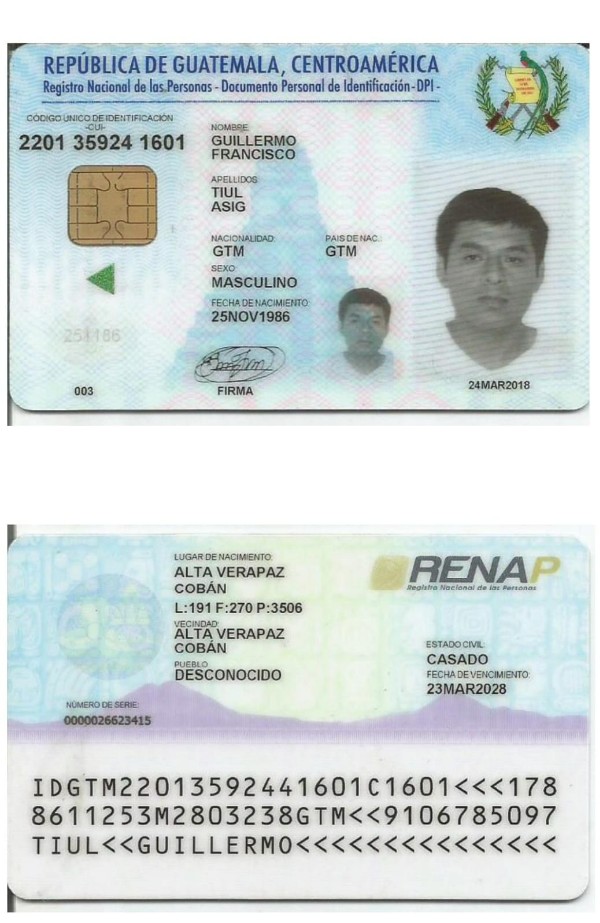 REPÚBLICA DE GUATEMALA, CENTROAMÉRICA
Registro Nacional de las Personas - Documento Personal de Identificación - DPI -
CÓDIGO ÚNICO DE IDENTIFICACIÓN
-CUI-
2201 35924 1601
NOMBRE:
GUILLERMO
FRANCISCO
APELLIDOS
TIUL
ASIG
NACIONALIDAD: PAIS DE NAC.:
GTM GTM
SEXO:
MASCULINO
FECHA DE NACIMIENTO:
25NOV1986
251186
003
FIRMA
24MAR2018
LUGAR DE NACIMIENTO:
ALTA VERAPAZ
COBÁN
L:191 F:270 P:3506
VECINDAD:
ALTA VERAPAZ
COBÁN
PUEBLO:
DESCONOCIDO
NÚMERO DE SERIE:
0000026623415
RENAP
Registro Nacional de las Personas
ESTADO CIVIL:
CASADO
FECHA DE VENCIMIENTO:
23MAR2028
IDGTM22013592441601C1601<<<178
8611253M2803238GTM<<9106785097
TIUL<<GUILLERMO<<<<<<<<<<<<<<<